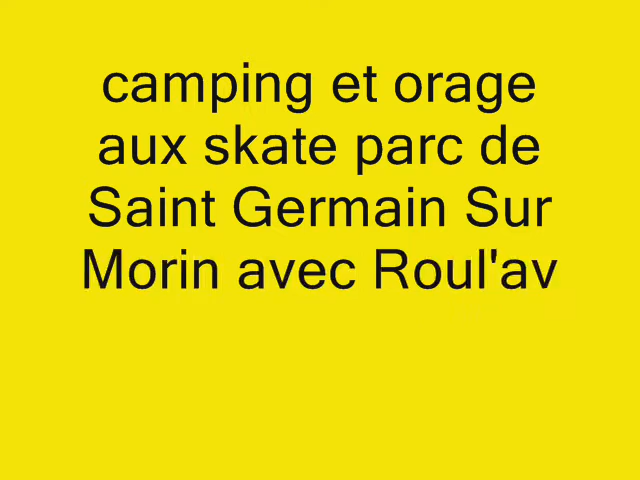 camping et orage
aux skate parc de
Saint Germain Sur
Morin avec Roul'av